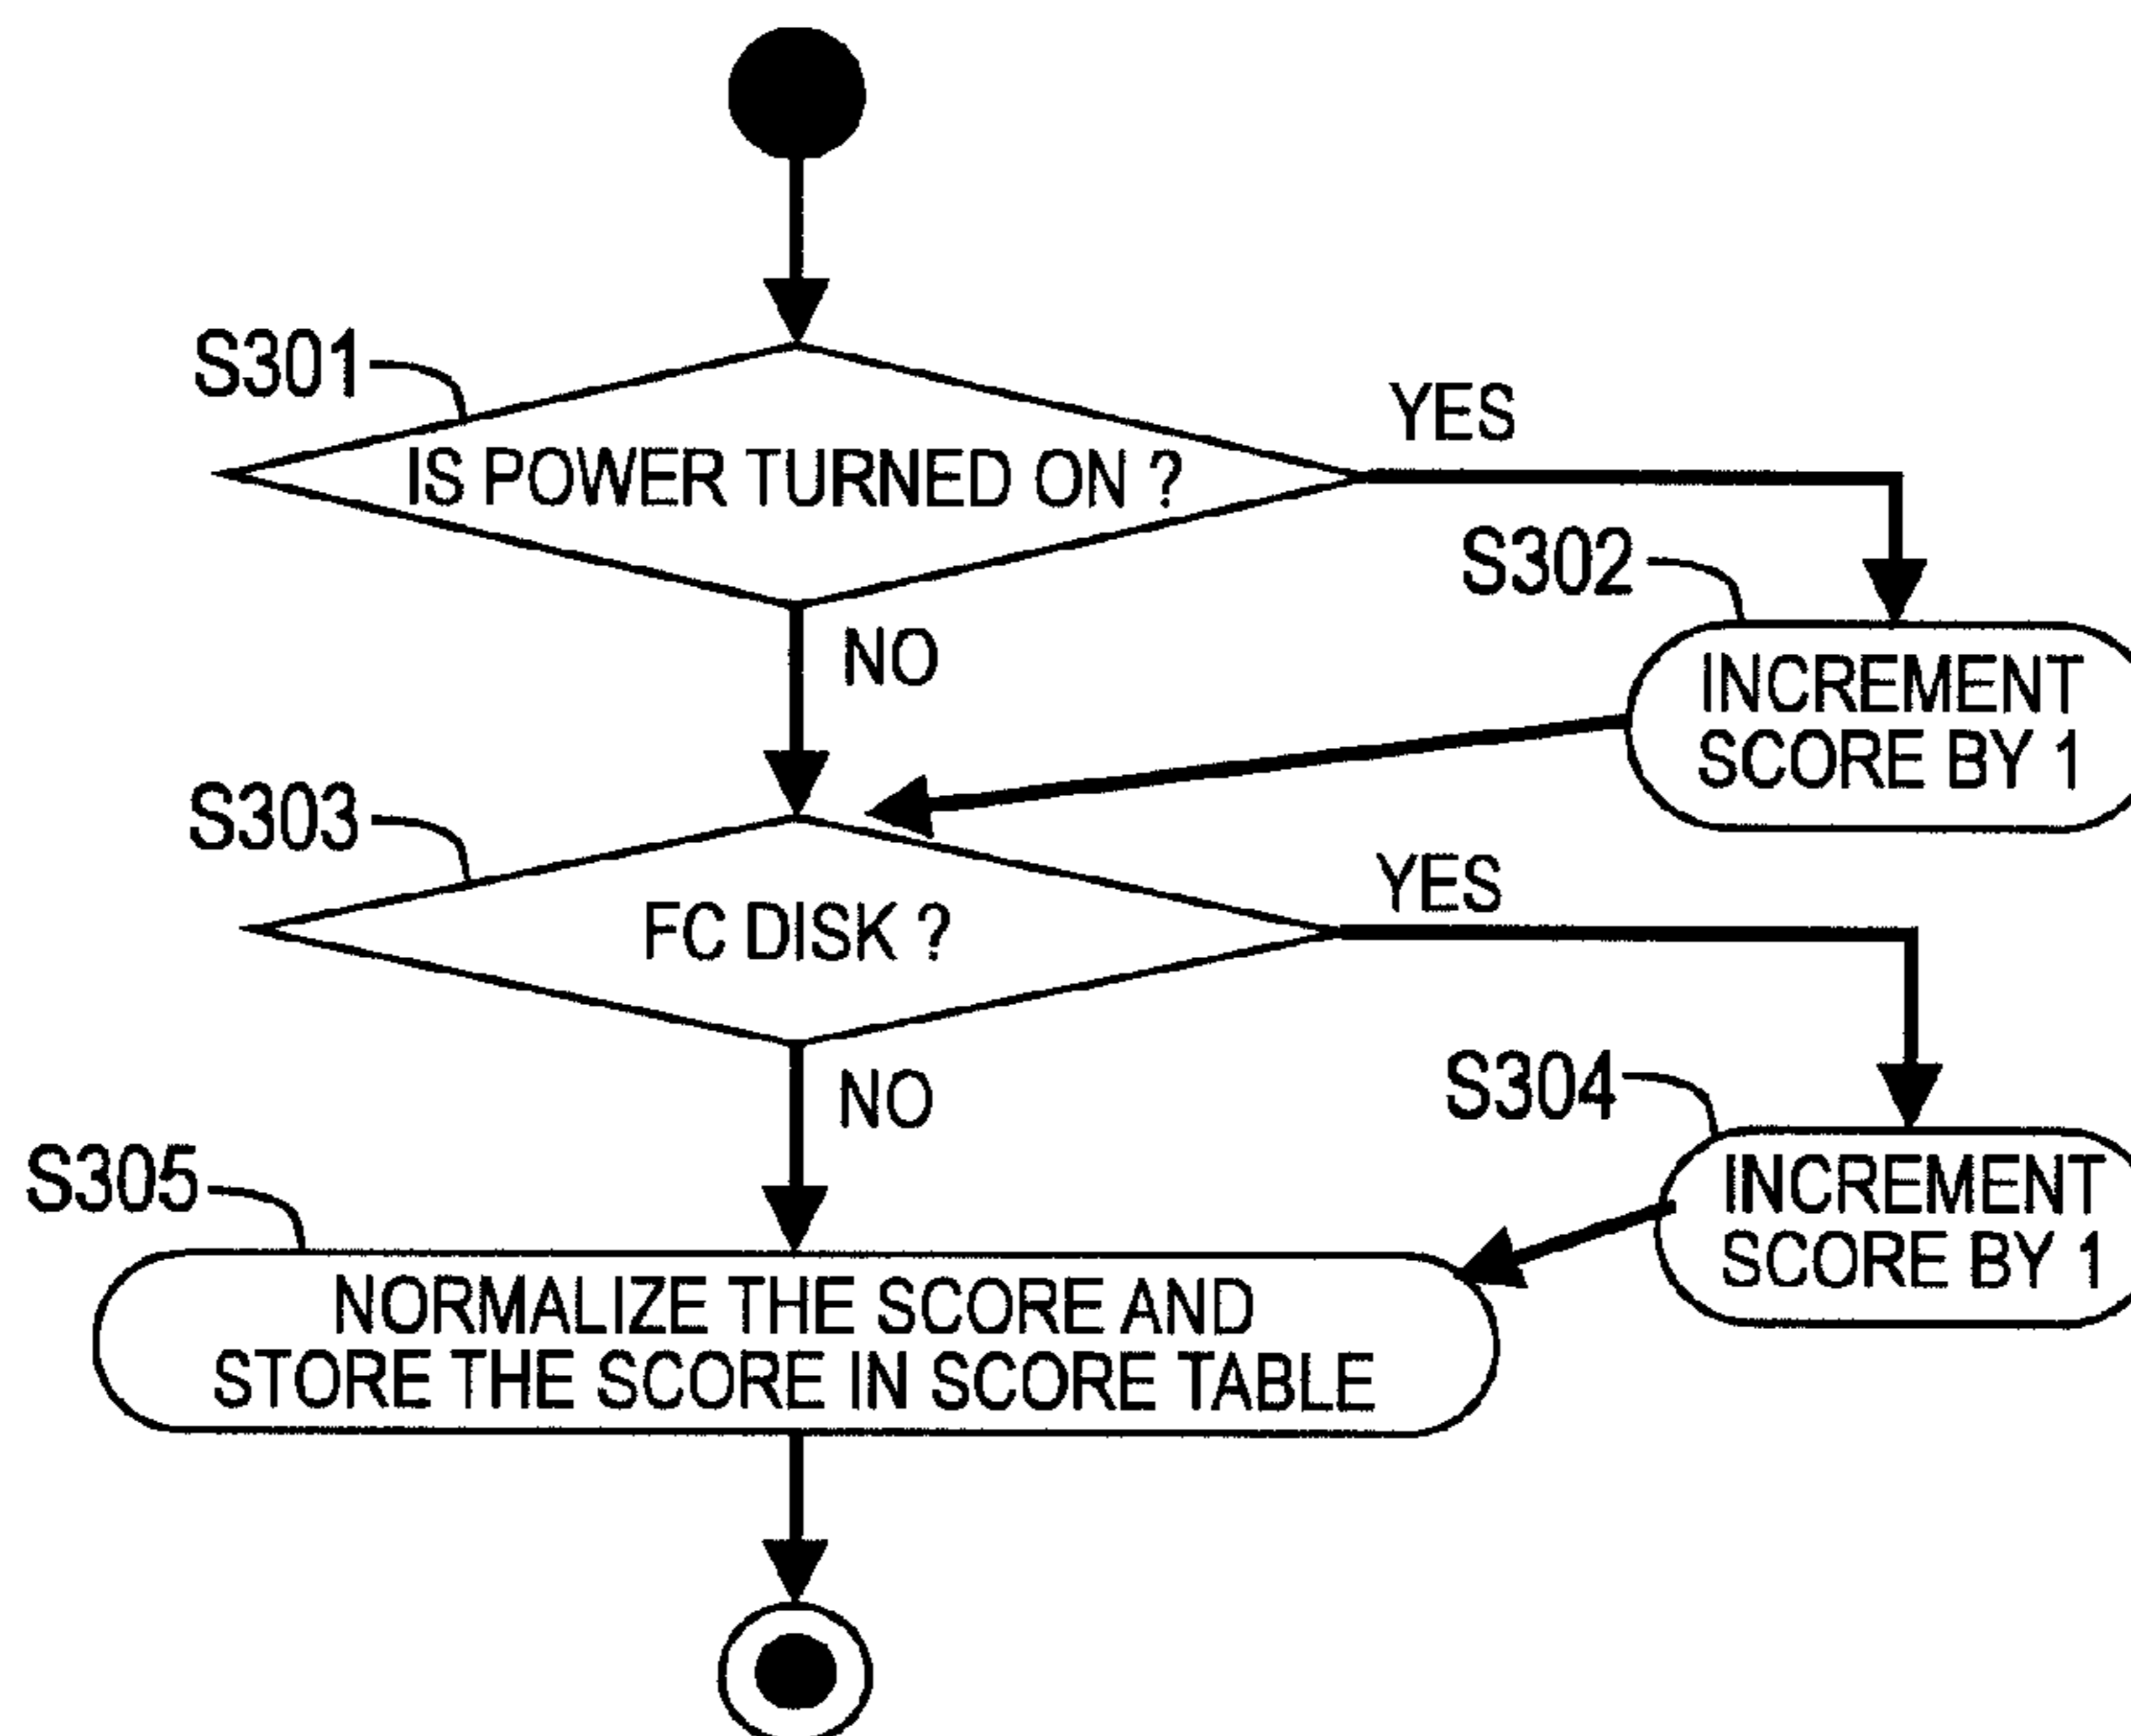 S301
IS POWER TURNED ON ?
YES
S302
INCREMENT
SCORE BY 1
NO
S303
FC DISK ?
YES
S304
INCREMENT
SCORE BY 1
NO
S305
NORMALIZE THE SCORE AND
STORE THE SCORE IN SCORE TABLE